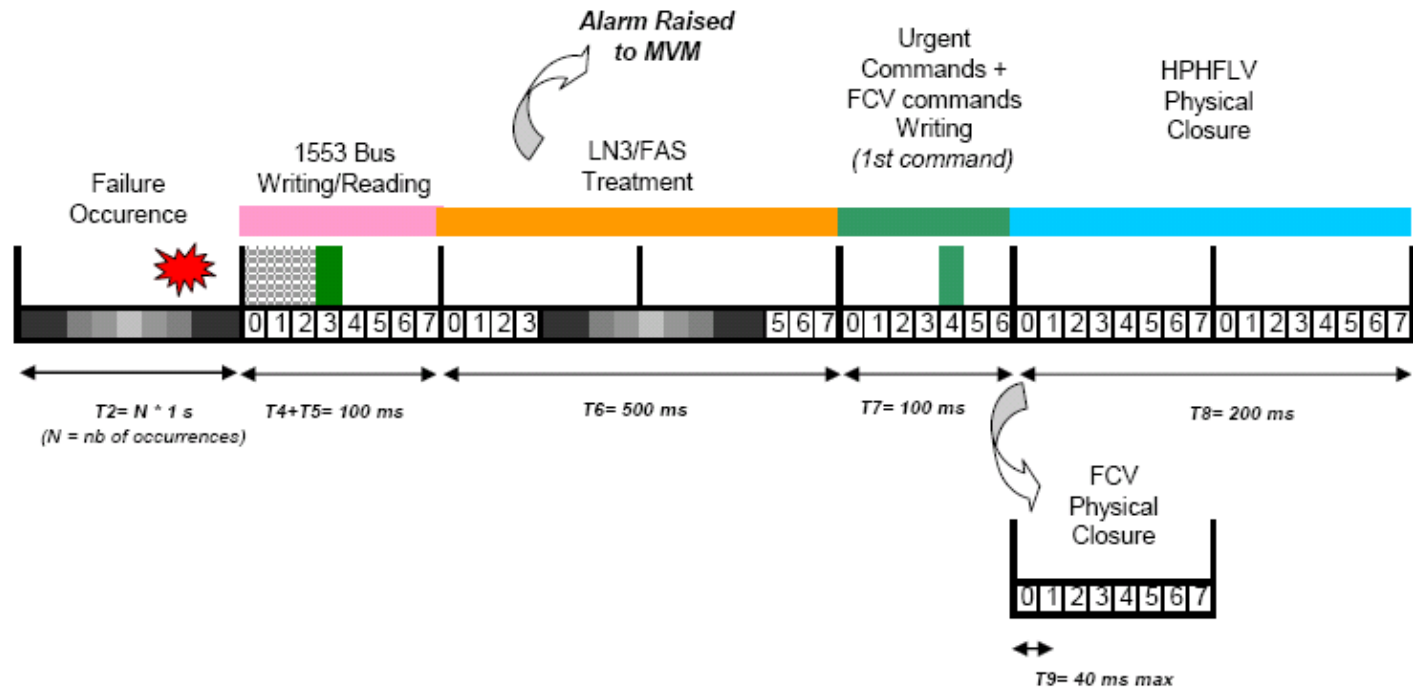 Alarm Raised
to MVM
Urgent
Commands +
FCV commands
Writing
(1st command)
HPHFLV
Physical
Closure
Failure
Occurence
1553 Bus
Writing/Reading
LN3/FAS
Treatment
0 1 2 3 4 5 6 7 0 1 2 3 5 6 7 0 1 2 3 4 5 6 0 1 2 3 4 5 6 7 0 1 2 3 4 5 6 7
T2= N * 1 s
(N = nb of occurrences)
T4+T5= 100 ms
T6= 500 ms
T7= 100 ms
T8= 200 ms
FCV
Physical
Closure
0 1 2 3 4 5 6 7
T9= 40 ms max